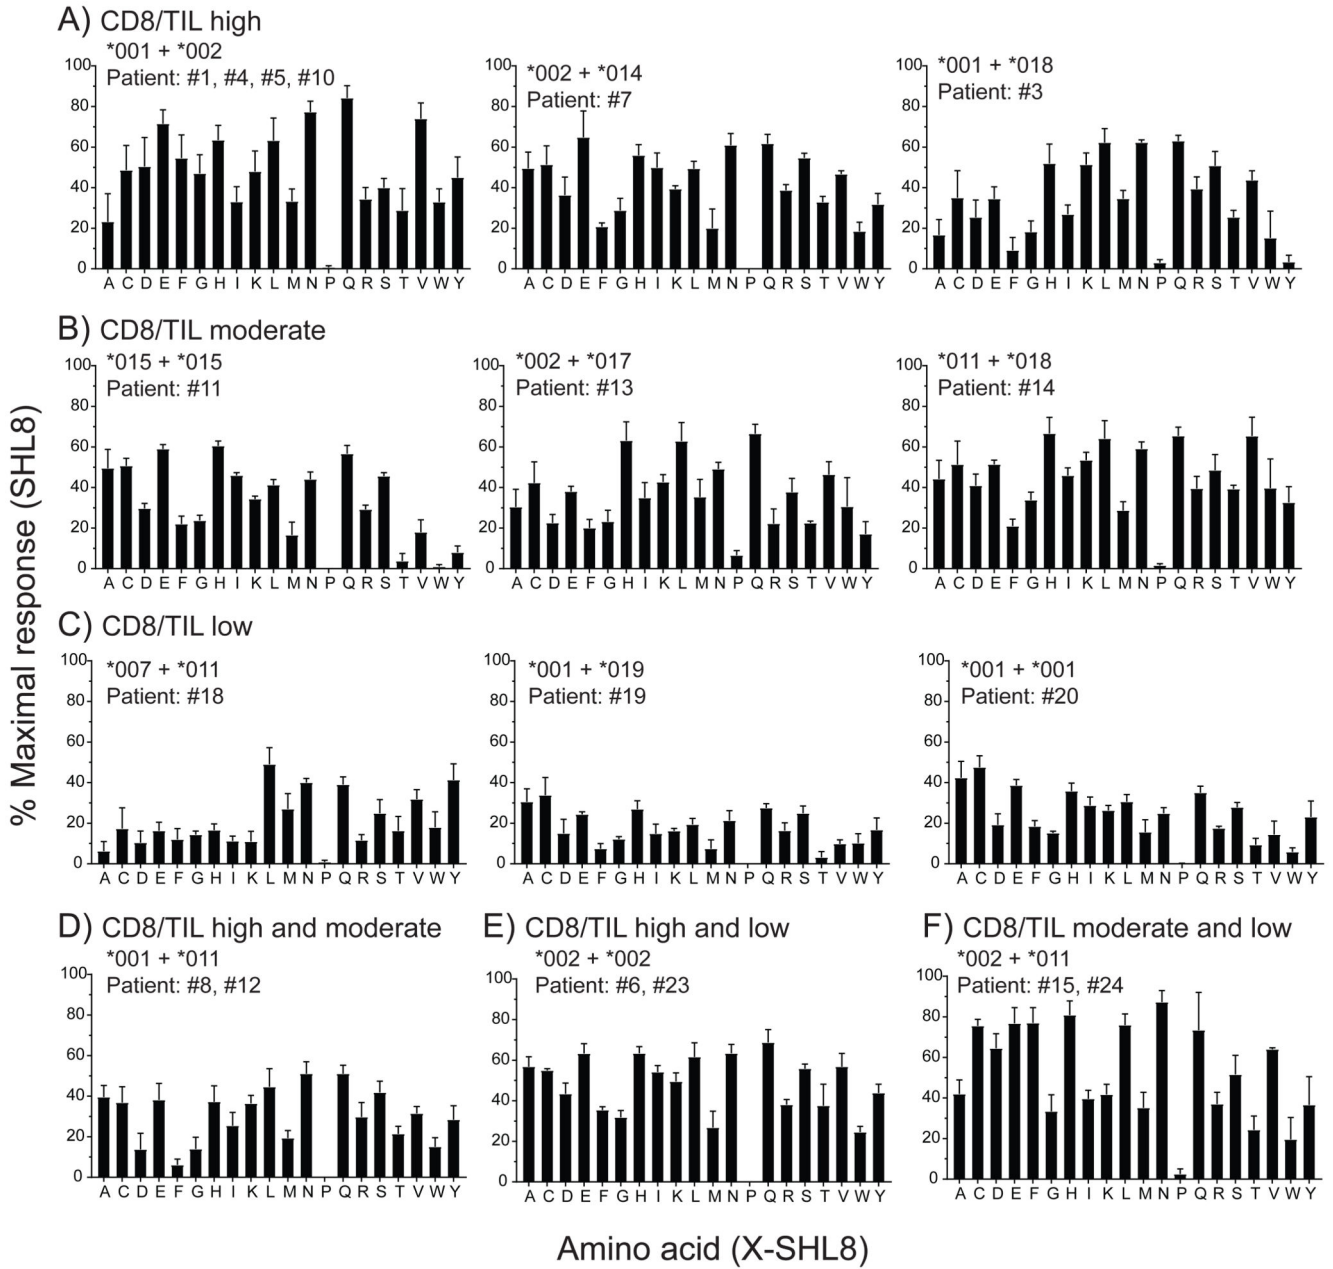 A) CD8/TIL high
*001 + *002
Patient: #1, #4, #5, #10
100
80
60
40
20
0
A C D E F G H I K L M N P Q R S T V W Y
*002 + *014
Patient: #7
100
80
60
40
20
0
A C D E F G H I K L M N P Q R S T V W Y
*001 + *018
Patient: #3
100
80
60
40
20
0
A C D E F G H I K L M N P Q R S T V W Y
B) CD8/TIL moderate
*015 + *015
Patient: #11
100
80
60
40
20
0
A C D E F G H I K L M N P Q R S T V W Y
*002 + *017
Patient: #13
100
80
60
40
20
0
A C D E F G H I K L M N P Q R S T V W Y
*011 + *018
Patient: #14
100
80
60
40
20
0
A C D E F G H I K L M N P Q R S T V W Y
% Maximal response (SHL8)
C) CD8/TIL low
*007 + *011
Patient: #18
100
80
60
40
20
0
A C D E F G H I K L M N P Q R S T V W Y
*001 + *019
Patient: #19
100
80
60
40
20
0
A C D E F G H I K L M N P Q R S T V W Y
*001 + *001
Patient: #20
100
80
60
40
20
0
A C D E F G H I K L M N P Q R S T V W Y
D) CD8/TIL high and moderate
*001 + *011
Patient: #8, #12
100
80
60
40
20
0
A C D E F G H I K L M N P Q R S T V W Y
E) CD8/TIL high and low
*002 + *002
Patient: #6, #23
100
80
60
40
20
0
A C D E F G H I K L M N P Q R S T V W Y
F) CD8/TIL moderate and low
*002 + *011
Patient: #15, #24
100
80
60
40
20
0
A C D E F G H I K L M N P Q R S T V W Y
Amino acid (X-SHL8)